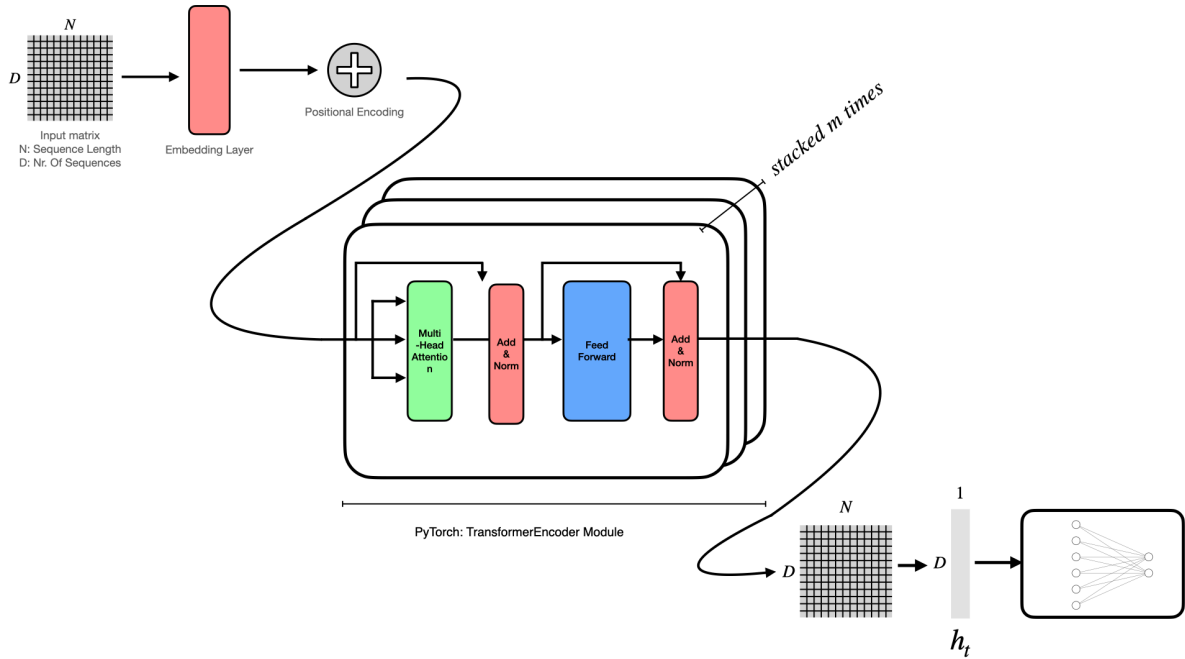 N
D
Input matrix
N: Sequence Length
D: Nr. Of Sequences
Embedding Layer
Positional Encoding
stacked m times
Multi
-Head
Attentio
n
Add
&
Norm
Feed
Forward
Add
&
Norm
PyTorch: TransformerEncoder Module
N
D
1
D
h_t